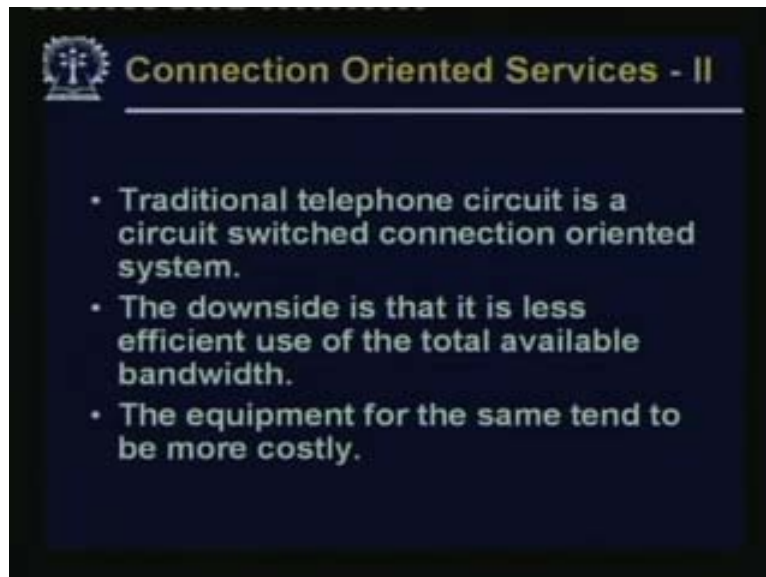 Connection Oriented Services - II
• Traditional telephone circuit is a
circuit switched connection oriented
system.
• The downside is that it is less
efficient use of the total available
bandwidth.
• The equipment for the same tend to
be more costly.